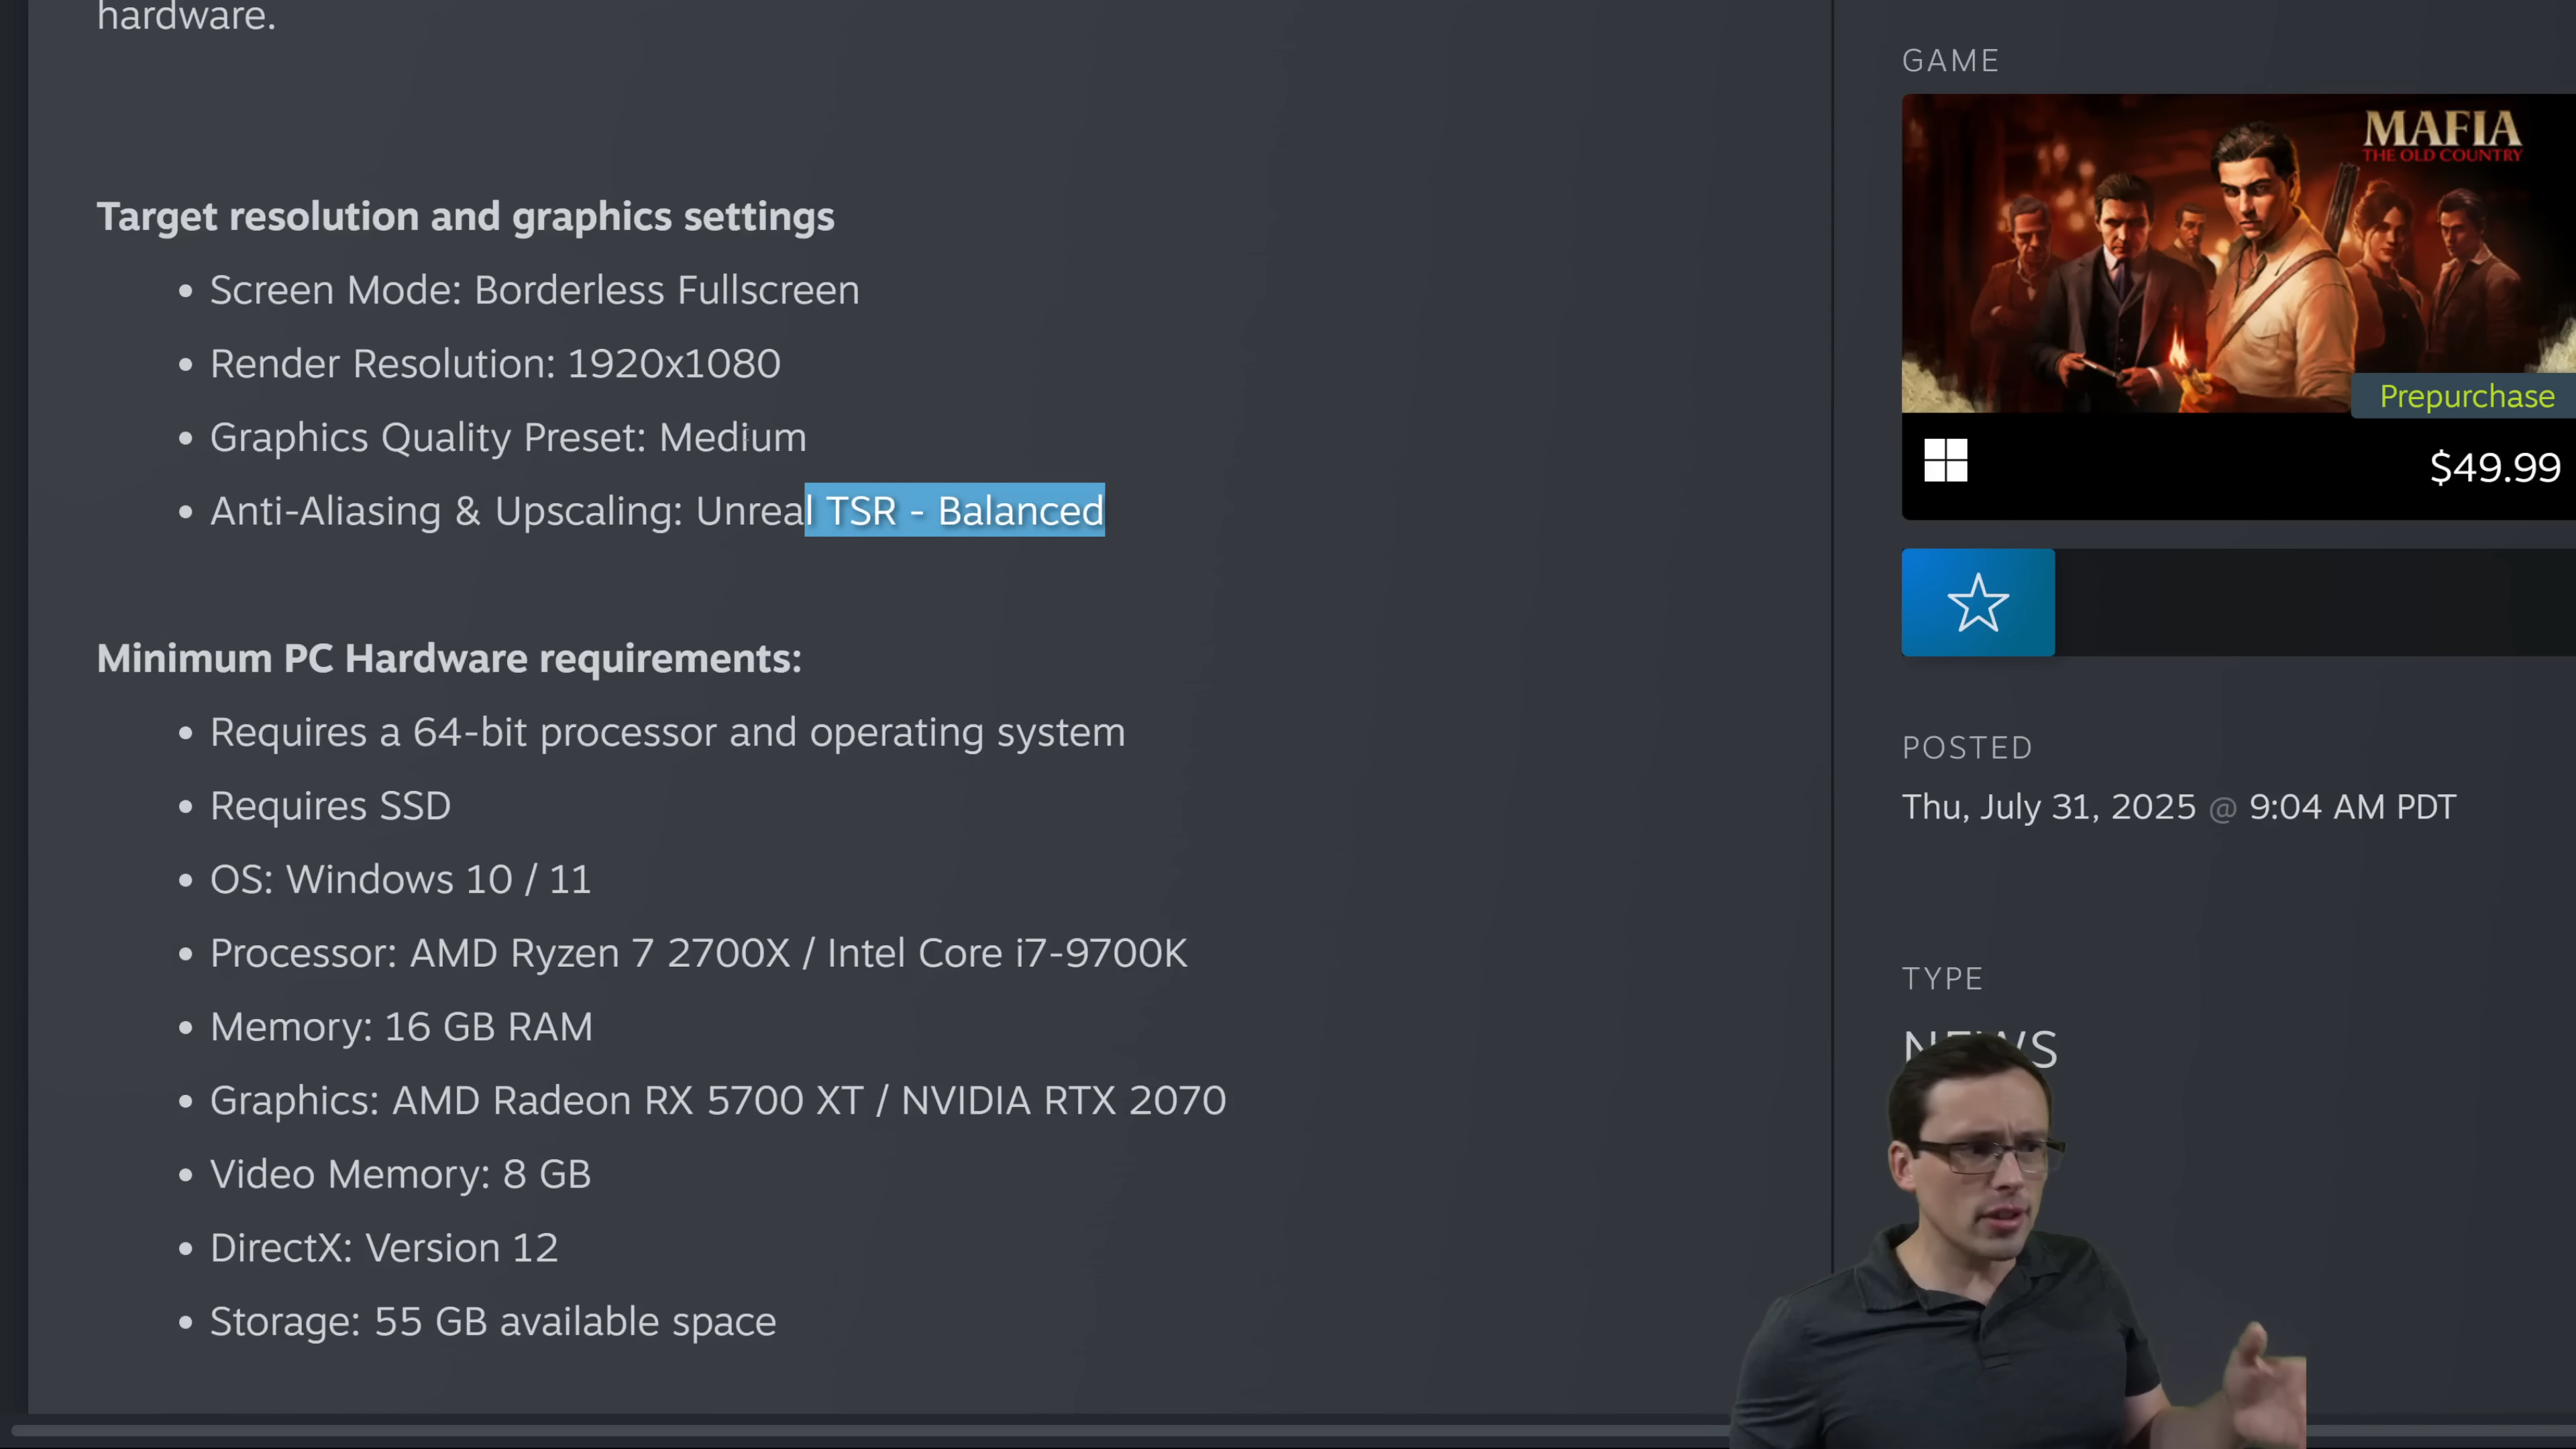 hardware.
Target resolution and graphics settings
• Screen Mode: Borderless Fullscreen
• Render Resolution: 1920x1080
• Graphics Quality Preset: Medium
• Anti-Aliasing & Upscaling: Unreal TSR - Balanced
Minimum PC Hardware requirements:
• Requires a 64-bit processor and operating system
• Requires SSD
• OS: Windows 10 / 11
• Processor: AMD Ryzen 7 2700X / Intel Core i7-9700K
• Memory: 16 GB RAM
• Graphics: AMD Radeon RX 5700 XT / NVIDIA RTX 2070
• Video Memory: 8 GB
• DirectX: Version 12
• Storage: 55 GB available space
GAME
MAFIA
THE OLD COUNTRY
Prepurchase
$49.99
POSTED
Thu, July 31, 2025 @ 9:04 AM PDT
TYPE
NEWS